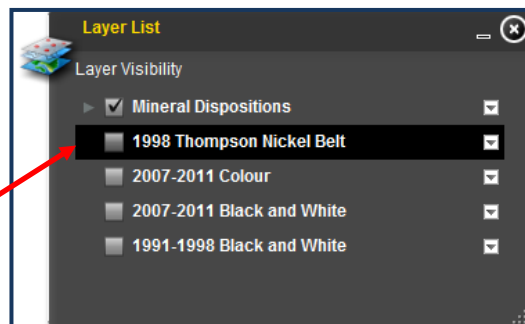 Layer List
Layer Visibility
Mineral Dispositions
1998 Thompson Nickel Belt
2007-2011 Colour
2007-2011 Black and White
1991-1998 Black and White